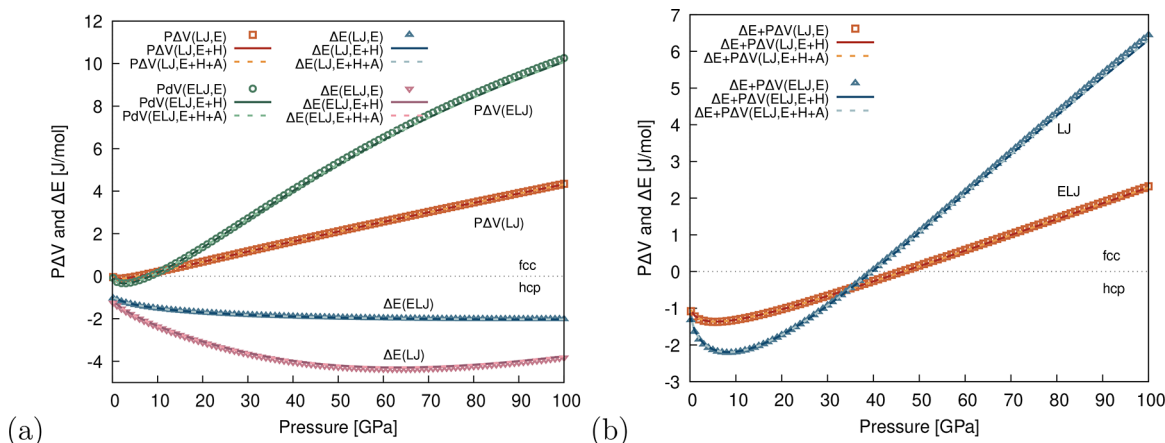 12
10
8
6
4
2
0
-2
-4
PΔV and ΔE [J/mol]
PΔV(LJ,E)
PΔV(LJ,E+H)
PΔV(LJ,E+H+A)
PdV(ELJ,E)
PdV(ELJ,E+H)
PdV(ELJ,E+H+A)
ΔE(LJ,E)
ΔE(LJ,E+H)
ΔE(LJ,E+H+A)
ΔE(ELJ,E)
ΔE(ELJ,E+H)
ΔE(ELJ,E+H+A)
PΔV(ELJ)
PΔV(LJ)
fcc
hcp
ΔE(ELJ)
ΔE(LJ)
0 10 20 30 40 50 60 70 80 90 100
Pressure [GPa]
(a)
7
6
5
4
3
2
1
0
-1
-2
-3
PΔV and ΔE [J/mol]
ΔE+PΔV(LJ,E)
ΔE+PΔV(LJ,E+H)
ΔE+PΔV(LJ,E+H+A)
ΔE+PΔV(ELJ,E)
ΔE+PΔV(ELJ,E+H)
ΔE+PΔV(ELJ,E+H+A)
LJ
ELJ
fcc
hcp
0 10 20 30 40 50 60 70 80 90 100
Pressure [GPa]
(b)